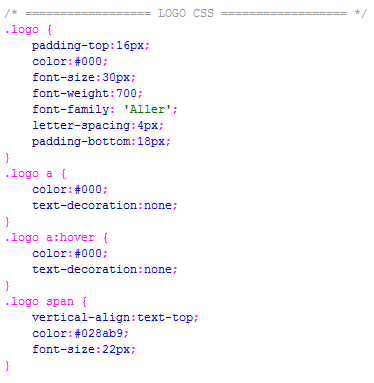 /* ================== LOGO CSS ================== */
.logo {
    padding-top:16px;
    color:#000;
    font-size:30px;
    font-weight:700;
    font-family: 'Aller';
    letter-spacing:4px;
    padding-bottom:18px;
}
.logo a {
    color:#000;
    text-decoration:none;
}
.logo a:hover {
    color:#000;
    text-decoration:none;
}
.logo span {
    vertical-align:text-top;
    color:#028ab9;
    font-size:22px;
}